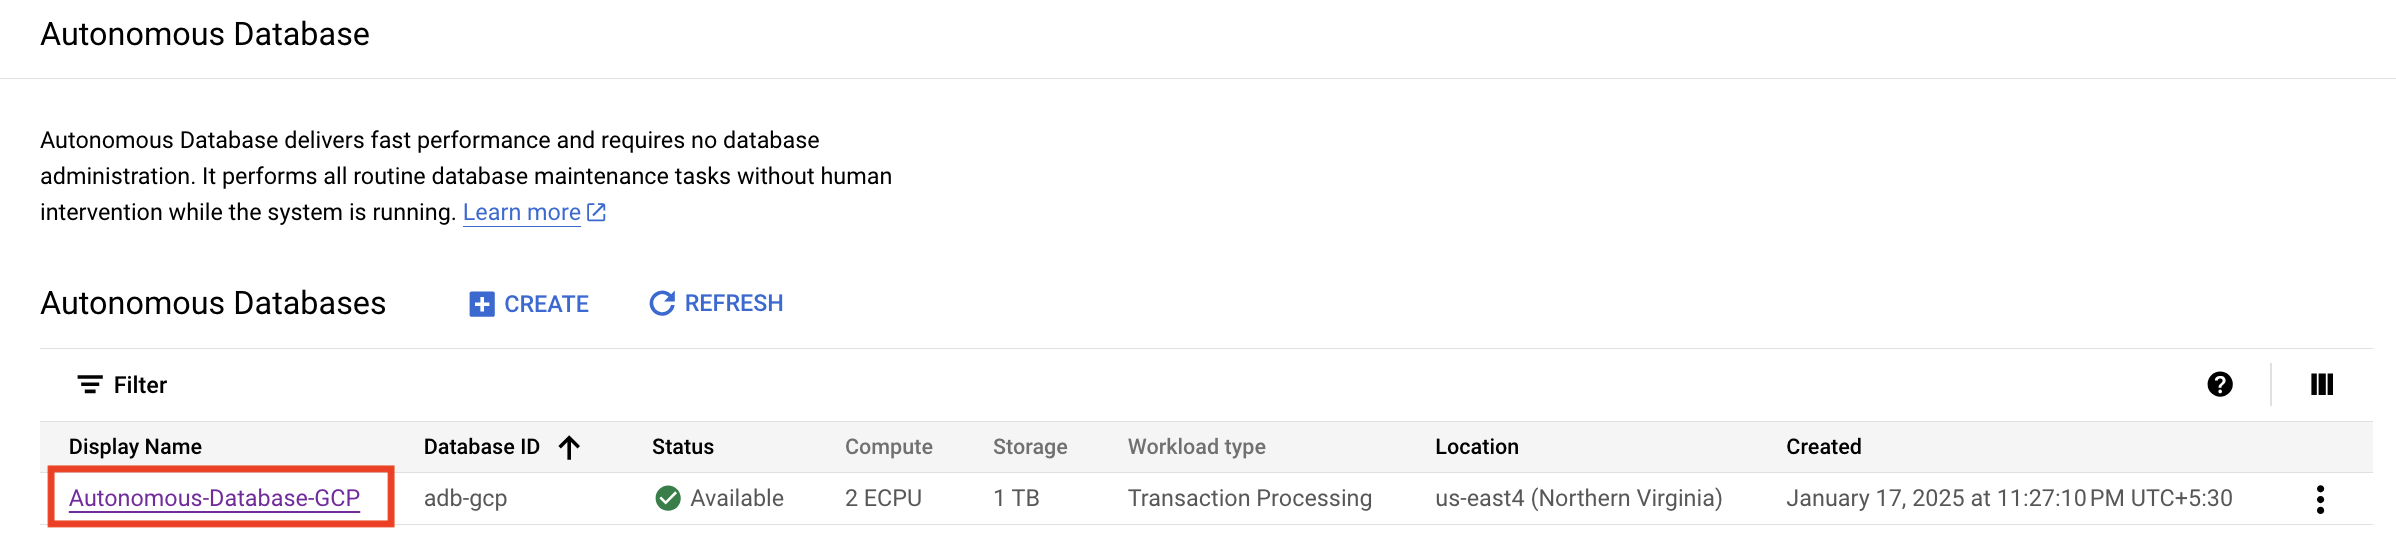 Autonomous Database
Autonomous Database delivers fast performance and requires no database
administration. It performs all routine database maintenance tasks without human
intervention while the system is running. Learn more
Autonomous Databases CREATE REFRESH
Filter
Display Name Database ID Status Compute Storage Workload type Location Created
Autonomous-Database-GCP adb-gcp Available 2 ECPU 1 TB Transaction Processing us-east4 (Northern Virginia) January 17, 2025 at 11:27:10 PM UTC+5:30